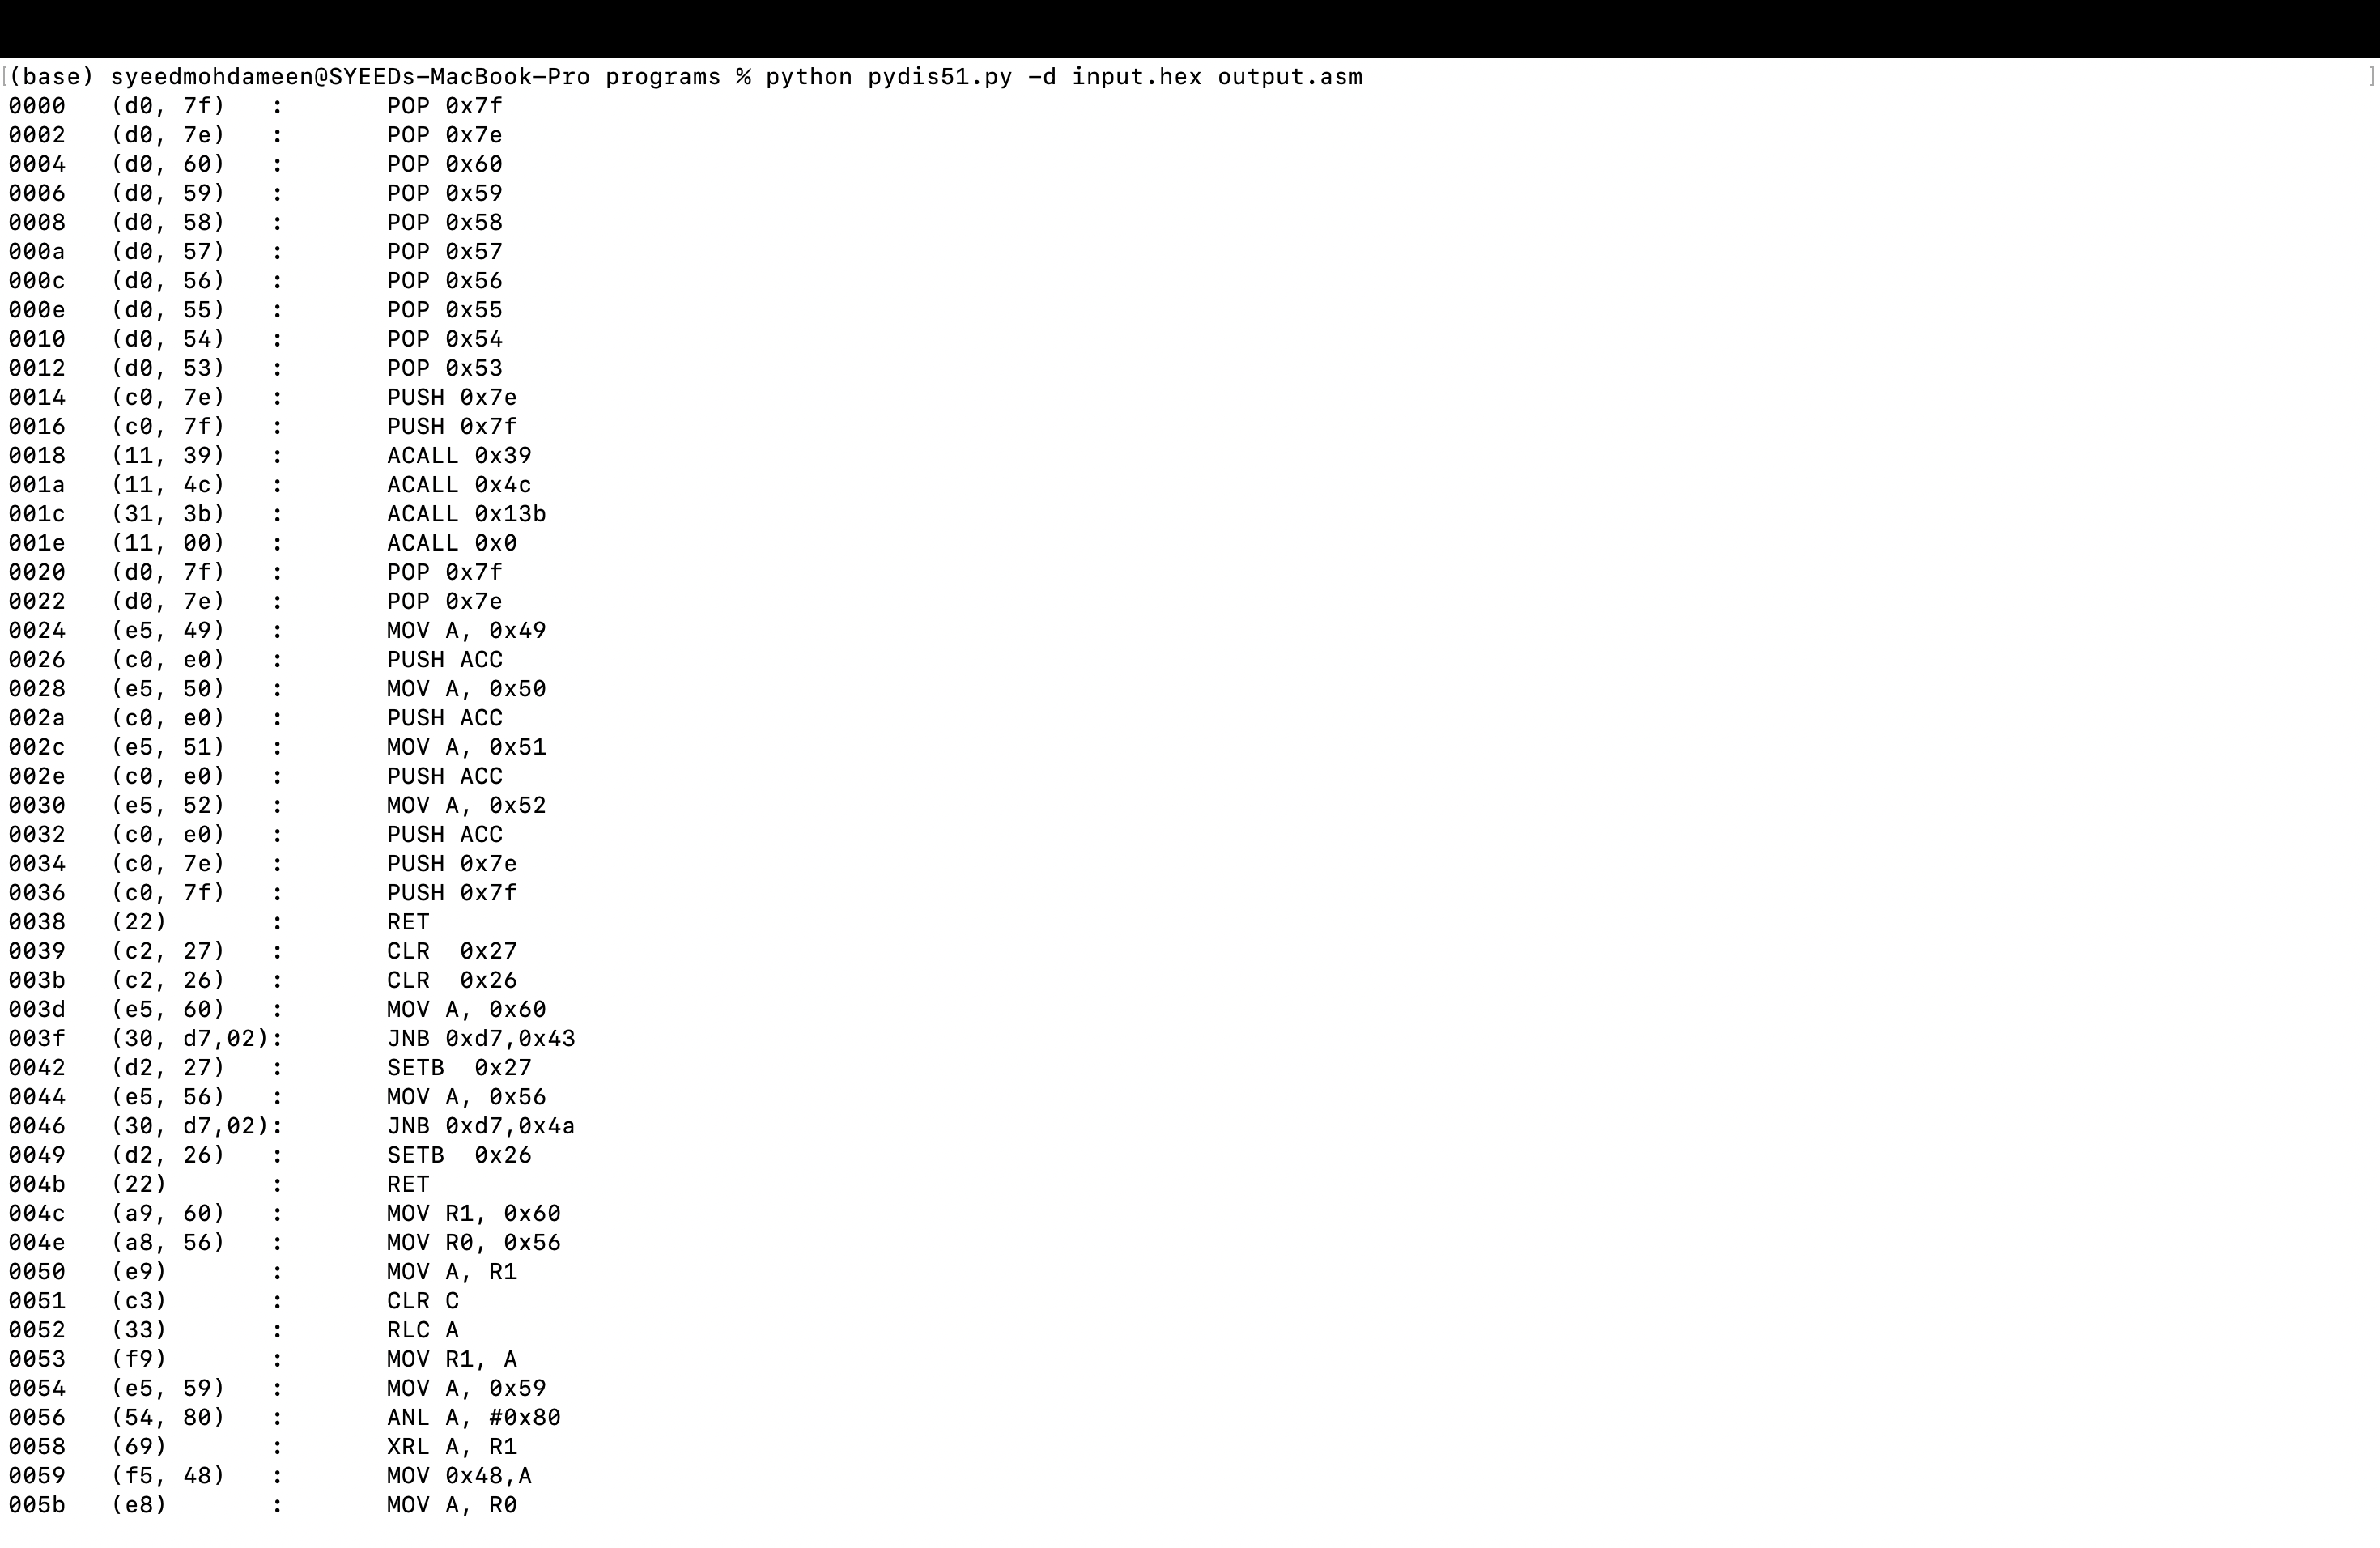 [(base) syeedmohdameen@SYEEDs-MacBook-Pro programs % python pydis51.py -d input.hex output.asm ]
0000 (d0, 7f) : POP 0x7f
0002 (d0, 7e) : POP 0x7e
0004 (d0, 60) : POP 0x60
0006 (d0, 59) : POP 0x59
0008 (d0, 58) : POP 0x58
000a (d0, 57) : POP 0x57
000c (d0, 56) : POP 0x56
000e (d0, 55) : POP 0x55
0010 (d0, 54) : POP 0x54
0012 (d0, 53) : POP 0x53
0014 (c0, 7e) : PUSH 0x7e
0016 (c0, 7f) : PUSH 0x7f
0018 (11, 39) : ACALL 0x39
001a (11, 4c) : ACALL 0x4c
001c (31, 3b) : ACALL 0x13b
001e (11, 00) : ACALL 0x0
0020 (d0, 7f) : POP 0x7f
0022 (d0, 7e) : POP 0x7e
0024 (e5, 49) : MOV A, 0x49
0026 (c0, e0) : PUSH ACC
0028 (e5, 50) : MOV A, 0x50
002a (c0, e0) : PUSH ACC
002c (e5, 51) : MOV A, 0x51
002e (c0, e0) : PUSH ACC
0030 (e5, 52) : MOV A, 0x52
0032 (c0, e0) : PUSH ACC
0034 (c0, 7e) : PUSH 0x7e
0036 (c0, 7f) : PUSH 0x7f
0038 (22) : RET
0039 (c2, 27) : CLR 0x27
003b (c2, 26) : CLR 0x26
003d (e5, 60) : MOV A, 0x60
003f (30, d7,02): JNB 0xd7,0x43
0042 (d2, 27) : SETB 0x27
0044 (e5, 56) : MOV A, 0x56
0046 (30, d7,02): JNB 0xd7,0x4a
0049 (d2, 26) : SETB 0x26
004b (22) : RET
004c (a9, 60) : MOV R1, 0x60
004e (a8, 56) : MOV R0, 0x56
0050 (e9) : MOV A, R1
0051 (c3) : CLR C
0052 (33) : RLC A
0053 (f9) : MOV R1, A
0054 (e5, 59) : MOV A, 0x59
0056 (54, 80) : ANL A, #0x80
0058 (69) : XRL A, R1
0059 (f5, 48) : MOV 0x48,A
005b (e8) : MOV A, R0